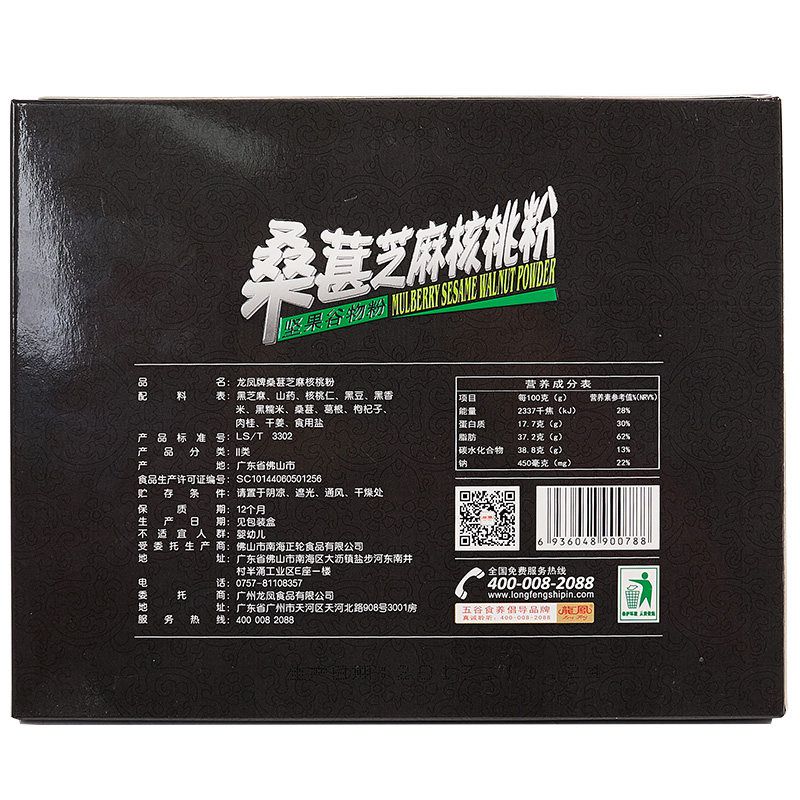 桑葚芝麻核桃粉
坚果谷物粉
MULBERRY SESAME WALNUT POWDER
品名：龙凤牌桑葚芝麻核桃粉
配料表：黑芝麻、山药、核桃仁、黑豆、黑香
米、黑糯米、桑葚、葛根、枸杞子、
肉桂、干姜、食用盐
产品标准号：LS/T 3302
产品分类：II类
产地：广东省佛山市
食品生产许可证编号：SC10144060501256
贮存条件：请置于阴凉、遮光、通风、干燥处
保质期：12个月
生产日期：见包装盒
不适宜人群：婴幼儿
受委托生产商：佛山市南海正轮食品有限公司
地址：广东省佛山市南海区大沥镇盐步河东南井
村半涌工业区E座一楼
电话：0757-81108357
委托商：广州龙凤食品有限公司
地址：广东省广州市天河区天河北路908号3001房
服务热线：400 008 2088
营养成分表
项目 每100克(g) 营养素参考值%(NRV%)
能量 2337千焦(kJ) 28%
蛋白质 17.7克(g) 30%
脂肪 37.2克(g) 62%
碳水化合物 38.8克(g) 13%
钠 450毫克(mg) 22%
6 936048 900788
全国免费服务热线
400-008-2088
www.longfengshipin.com
五谷食养倡导品牌
真诚聆听：400-008-2088
龍鳳